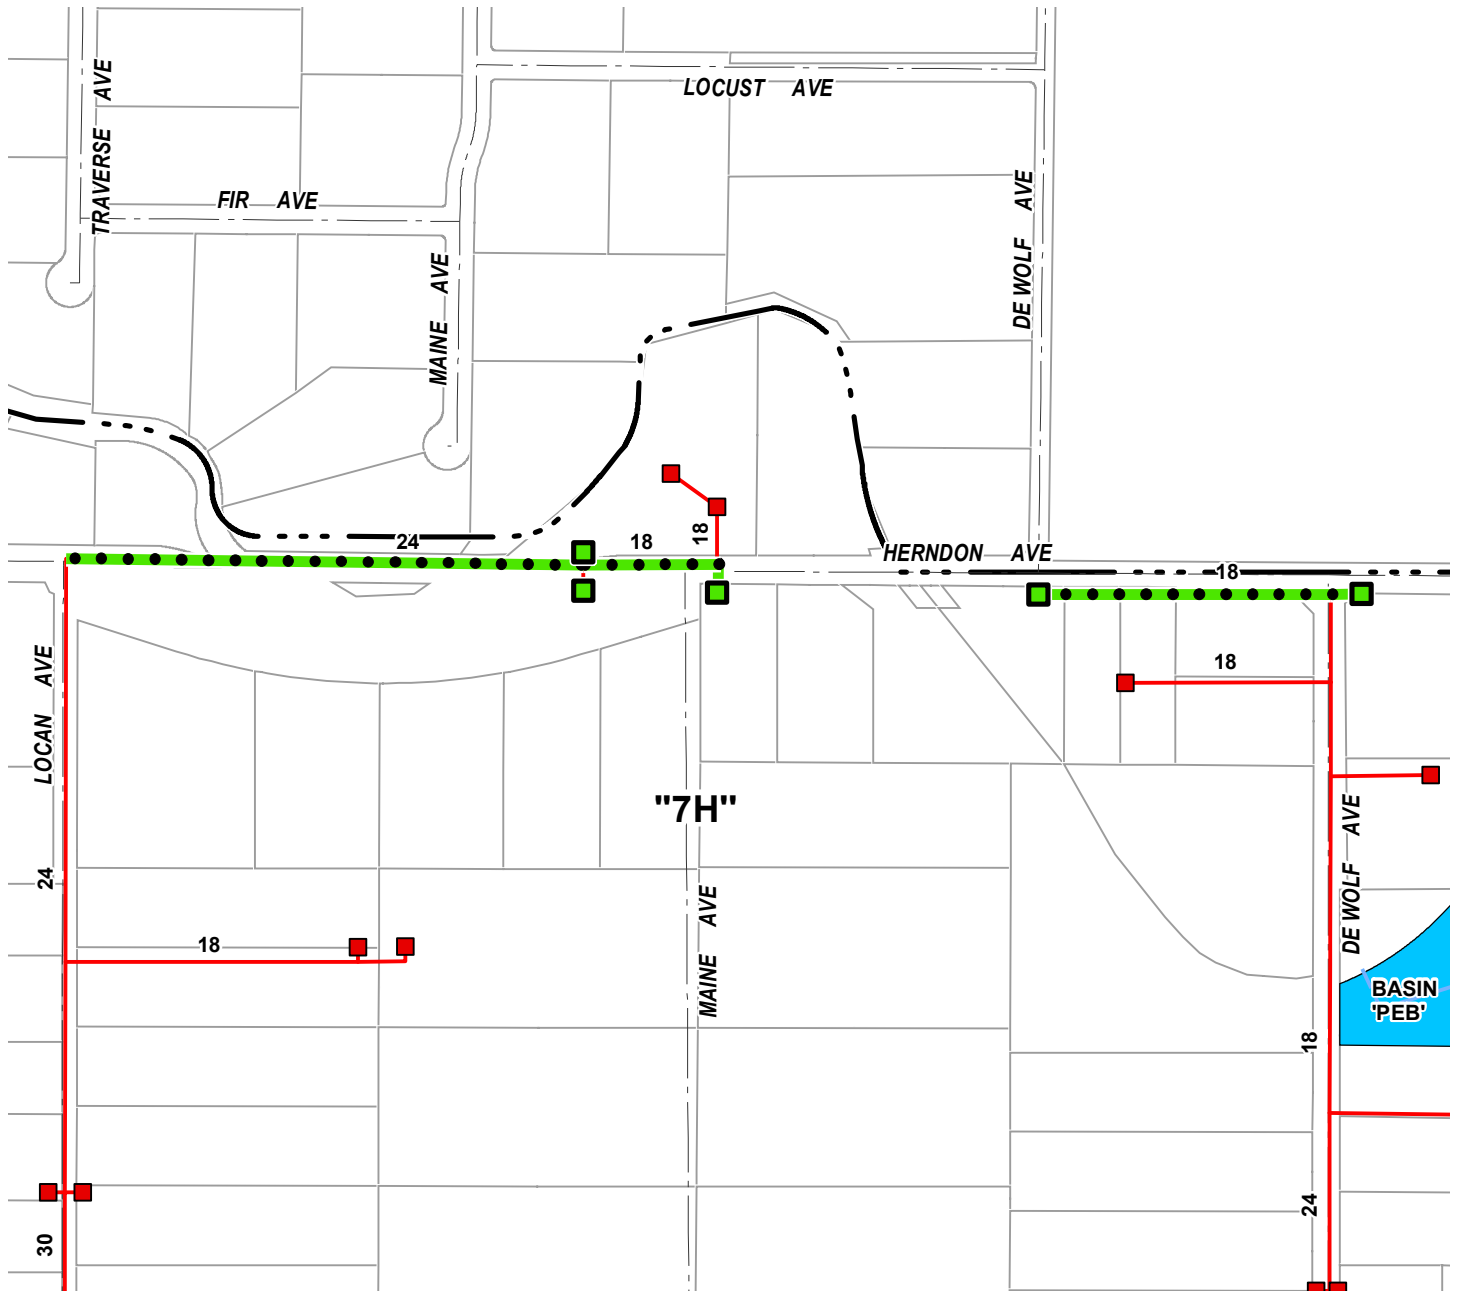 TRAVERSE AVE
LOCUST AVE
FIR AVE
DE WOLF AVE
MAINE AVE
24
18
18
HERNDON AVE
18
LOCAN AVE
18
"7H"
DE WOLF AVE
24
MAINE AVE
18
BASIN
'PEB'
18
24
30